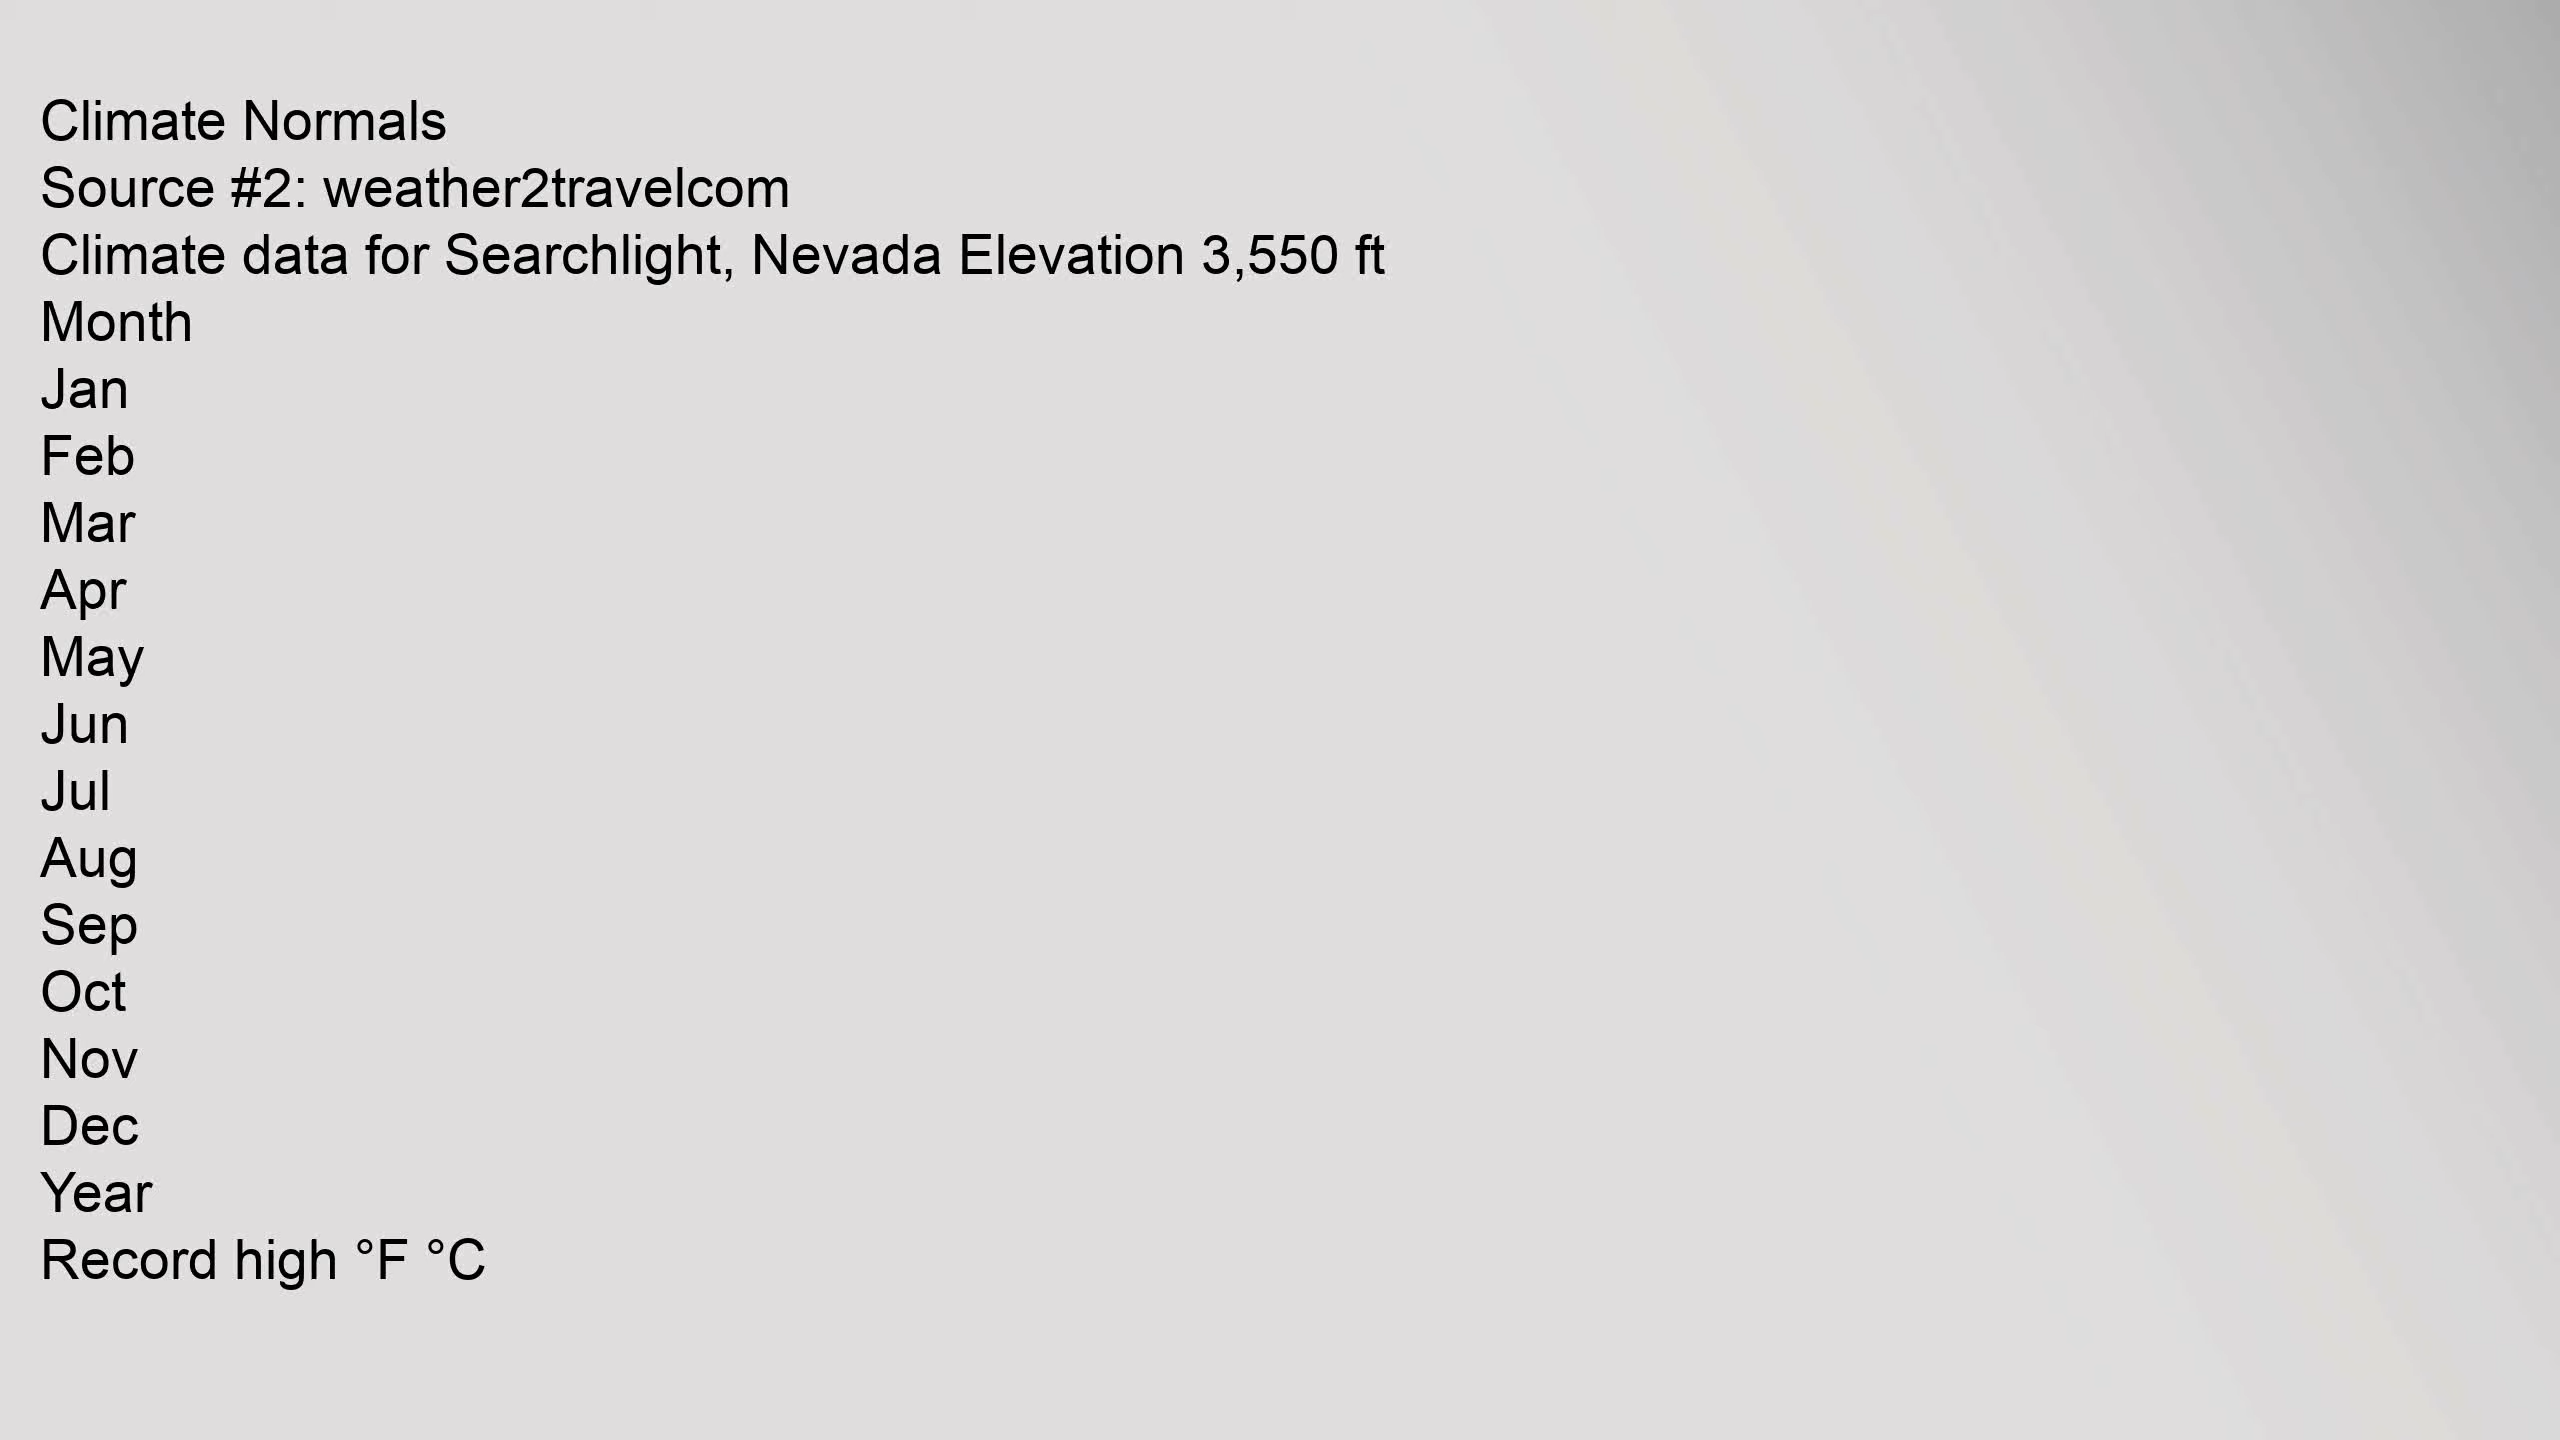 Climate Normals
Source #2: weather2travelcom
Climate data for Searchlight, Nevada Elevation 3,550 ft
Month
Jan
Feb
Mar
Apr
May
Jun
Jul
Aug
Sep
Oct
Nov
Dec
Year
Record high °F °C